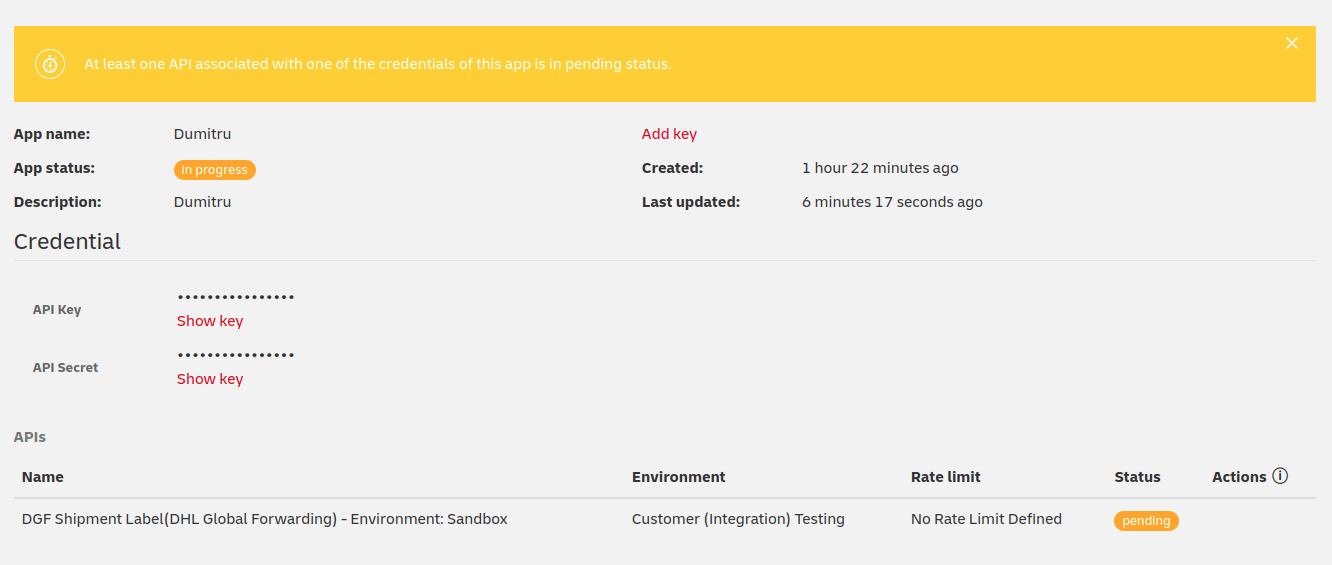 At least one API associated with one of the credentials of this app is in pending status.
App name: Dumitru Add key
App status: in progress Created: 1 hour 22 minutes ago
Description: Dumitru Last updated: 6 minutes 17 seconds ago
Credential
••••••••••••••••
API Key
Show key
••••••••••••••••
API Secret
Show key
APIs
Name Environment Rate limit Status Actions
DGF Shipment Label(DHL Global Forwarding) - Environment: Sandbox Customer (Integration) Testing No Rate Limit Defined pending